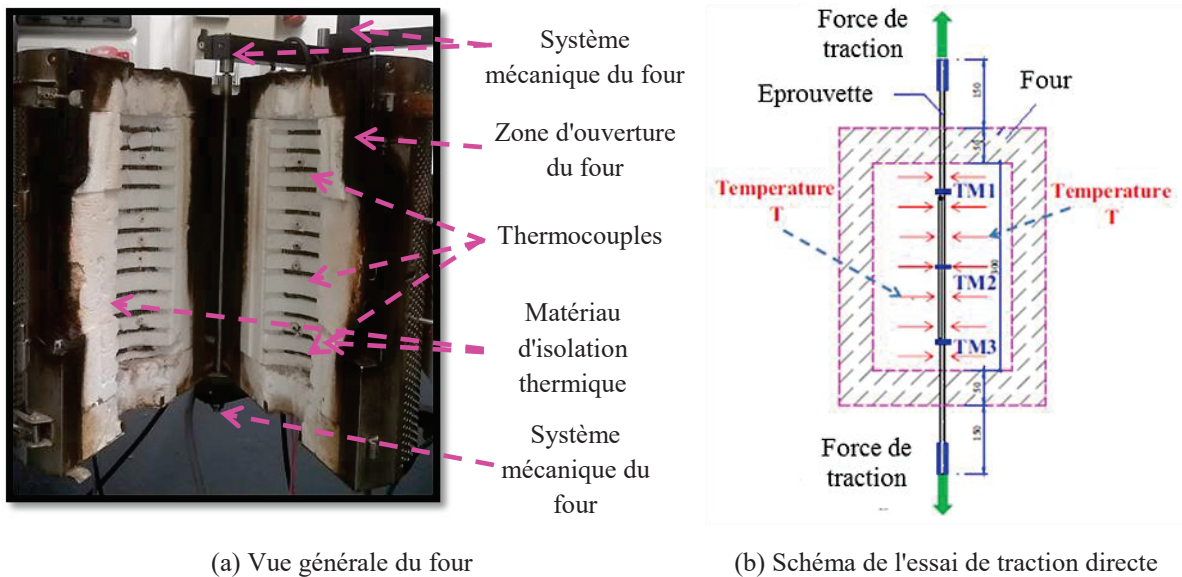 Système
mécanique du four
Zone d'ouverture
du four
Thermocouples
Matériau
d'isolation
thermique
Système
mécanique du
four
(a) Vue générale du four
Force de
traction
Eprouvette
Four
150
50
Temperature
T
TM1
Temperature
T
TM2
TM3
50
150
Force de
traction
(b) Schéma de l'essai de traction directe